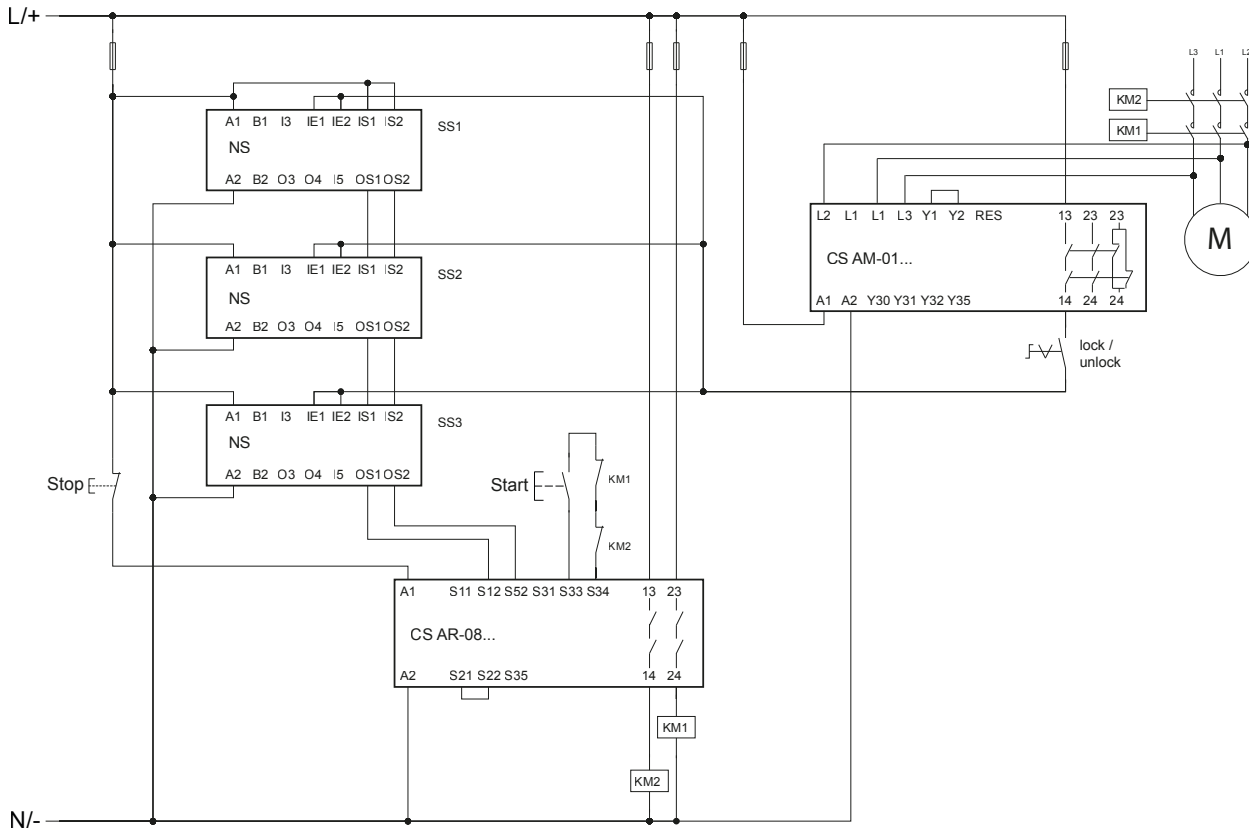 L/+
L3 L1 L2
KM2
KM1
A1 B1 I3 IE1 IE2 IS1 IS2
SS1
NS
A2 B2 O3 O4 I5 OS1 OS2
A1 B1 I3 IE1 IE2 IS1 IS2
SS2
NS
A2 B2 O3 O4 I5 OS1 OS2
A1 B1 I3 IE1 IE2 IS1 IS2
SS3
NS
A2 B2 O3 O4 I5 OS1 OS2
L2 L1 L1 L3 Y1 Y2 RES 13 23 23
CS AM-01...
A1 A2 Y30 Y31 Y32 Y35 14 24 24
M
lock /
unlock
Stop
Start
KM1
KM2
A1 S11 S12 S52 S31 S33 S34 13 23
CS AR-08...
A2 S21 S22 S35 14 24
KM1
KM2
N/-